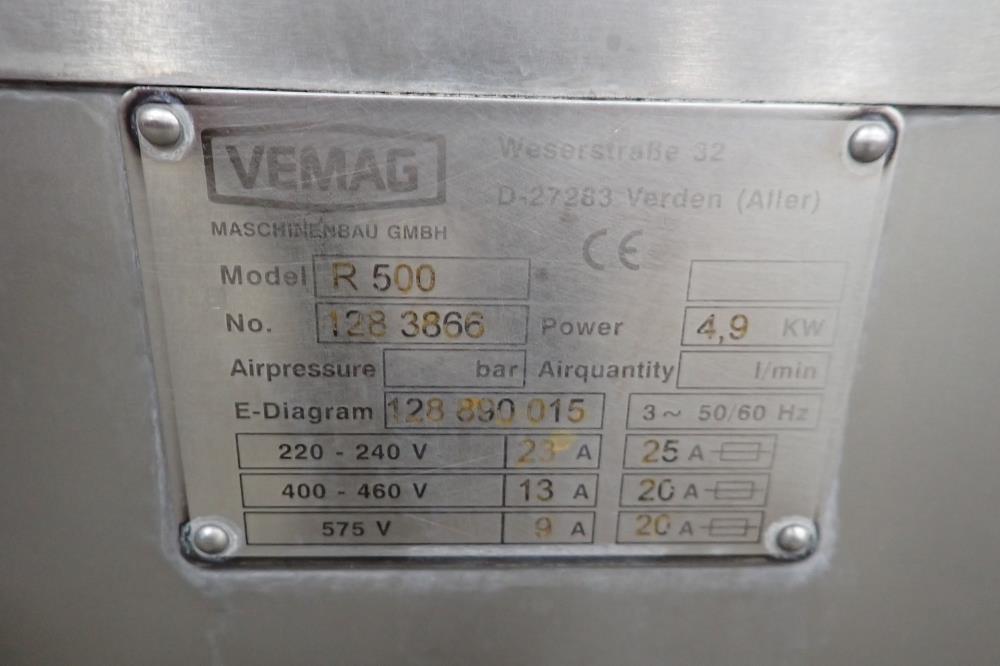 VEMAG
MASCHINENBAU GMBH
Weserstraße 32
D-27283 Verden (Aller)
CE
Model R 500
No. 128 3866 Power 4,9 KW
Airpressure bar Airquantity l/min
E-Diagram 128 890 015 3~ 50/60 Hz
220 - 240 V 23 A 25 A
400 - 460 V 13 A 20 A
575 V 9 A 20 A